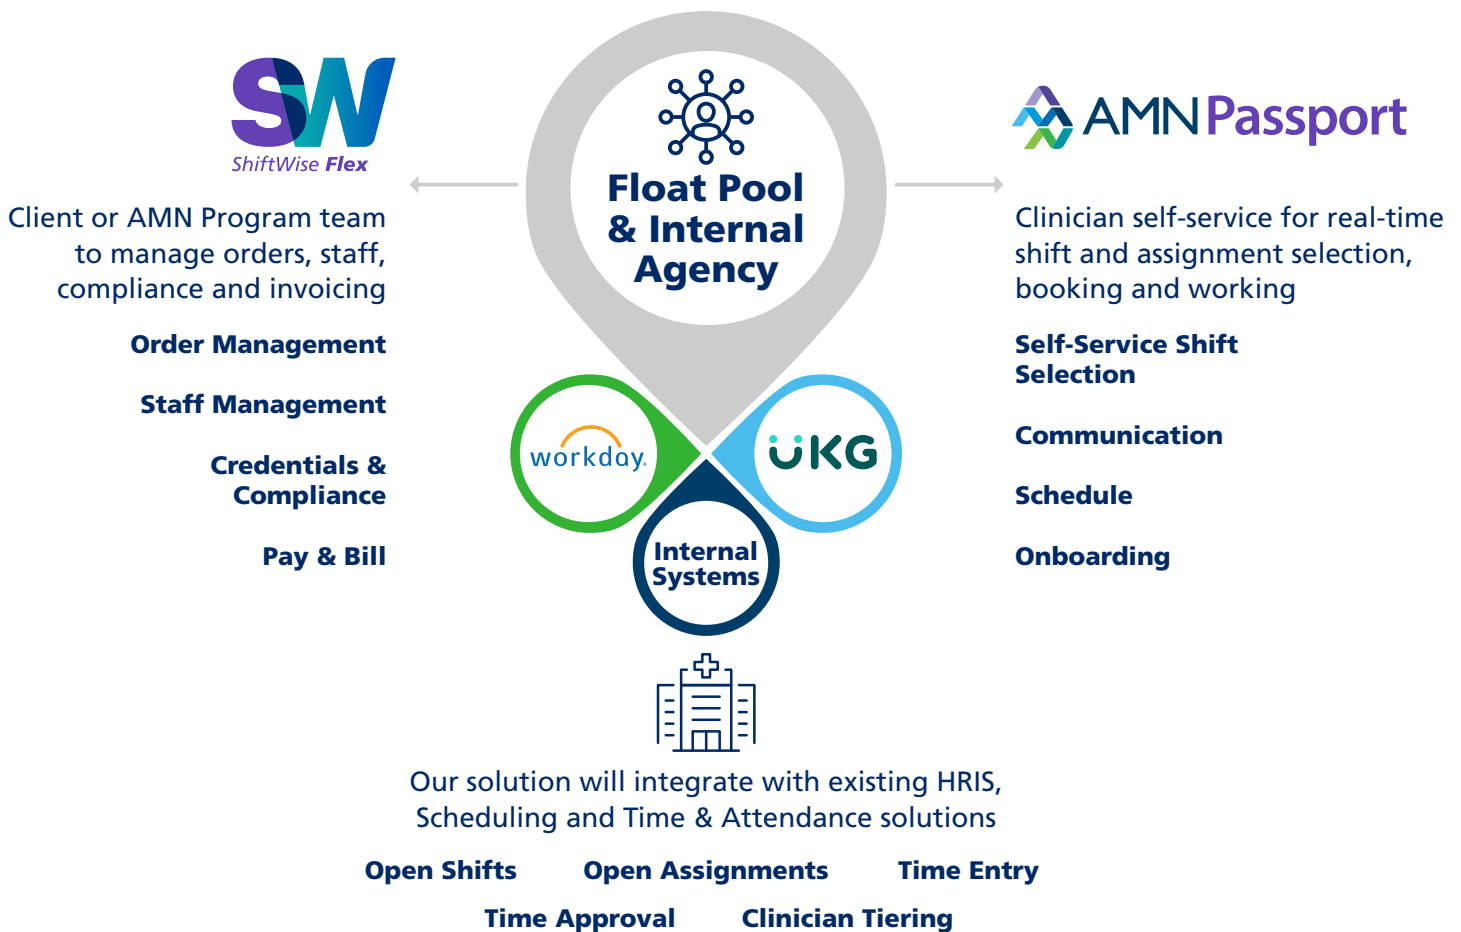 SW
ShiftWise Flex
Client or AMN Program team
to manage orders, staff,
compliance and invoicing
Order Management
Staff Management
Credentials &
Compliance
Pay & Bill
Float Pool
& Internal
Agency
workday.
UKG
Internal
Systems
AMN Passport
Clinician self-service for real-time
shift and assignment selection,
booking and working
Self-Service Shift
Selection
Communication
Schedule
Onboarding
Our solution will integrate with existing HRIS,
Scheduling and Time & Attendance solutions
Open Shifts Open Assignments Time Entry
Time Approval Clinician Tiering